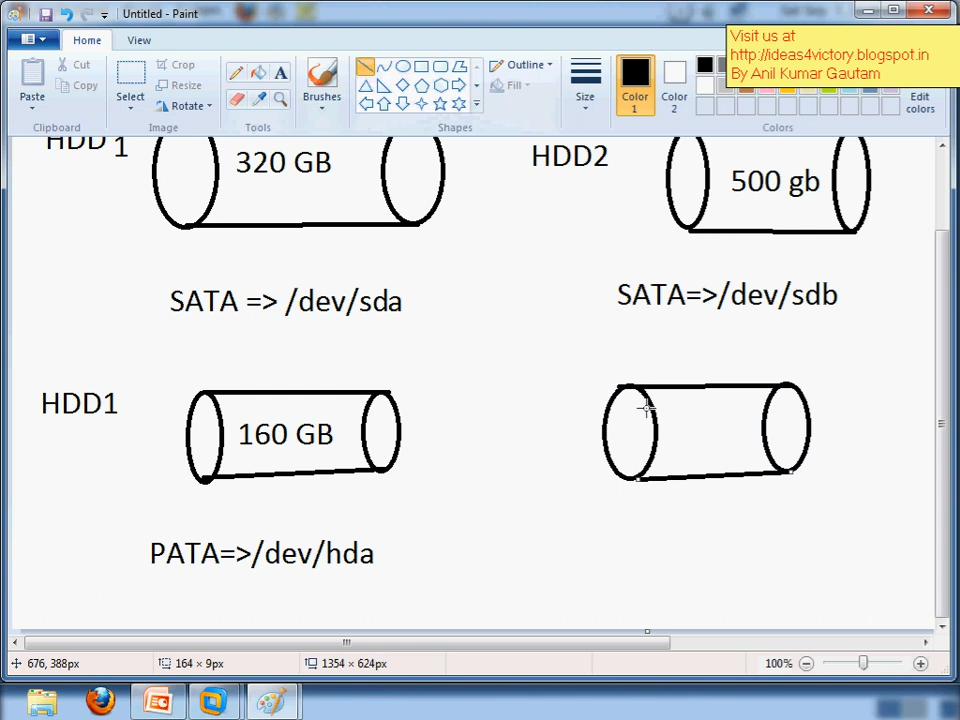 Untitled - Paint
Home
View
Visit us at
http://ideas4victory.blogspot.in
By Anil Kumar Gautam
Paste
Cut
Copy
Clipboard
Select
Crop
Resize
Rotate
Image
Tools
Brushes
Outline
Fill
Shapes
Size
Color 1
Color 2
Edit colors
Colors
HDD 1
320 GB
HDD2
500 gb
SATA => /dev/sda
SATA=>/dev/sdb
HDD1
160 GB
PATA=>/dev/hda
676, 388px
164 × 9px
1354 × 624px
100%